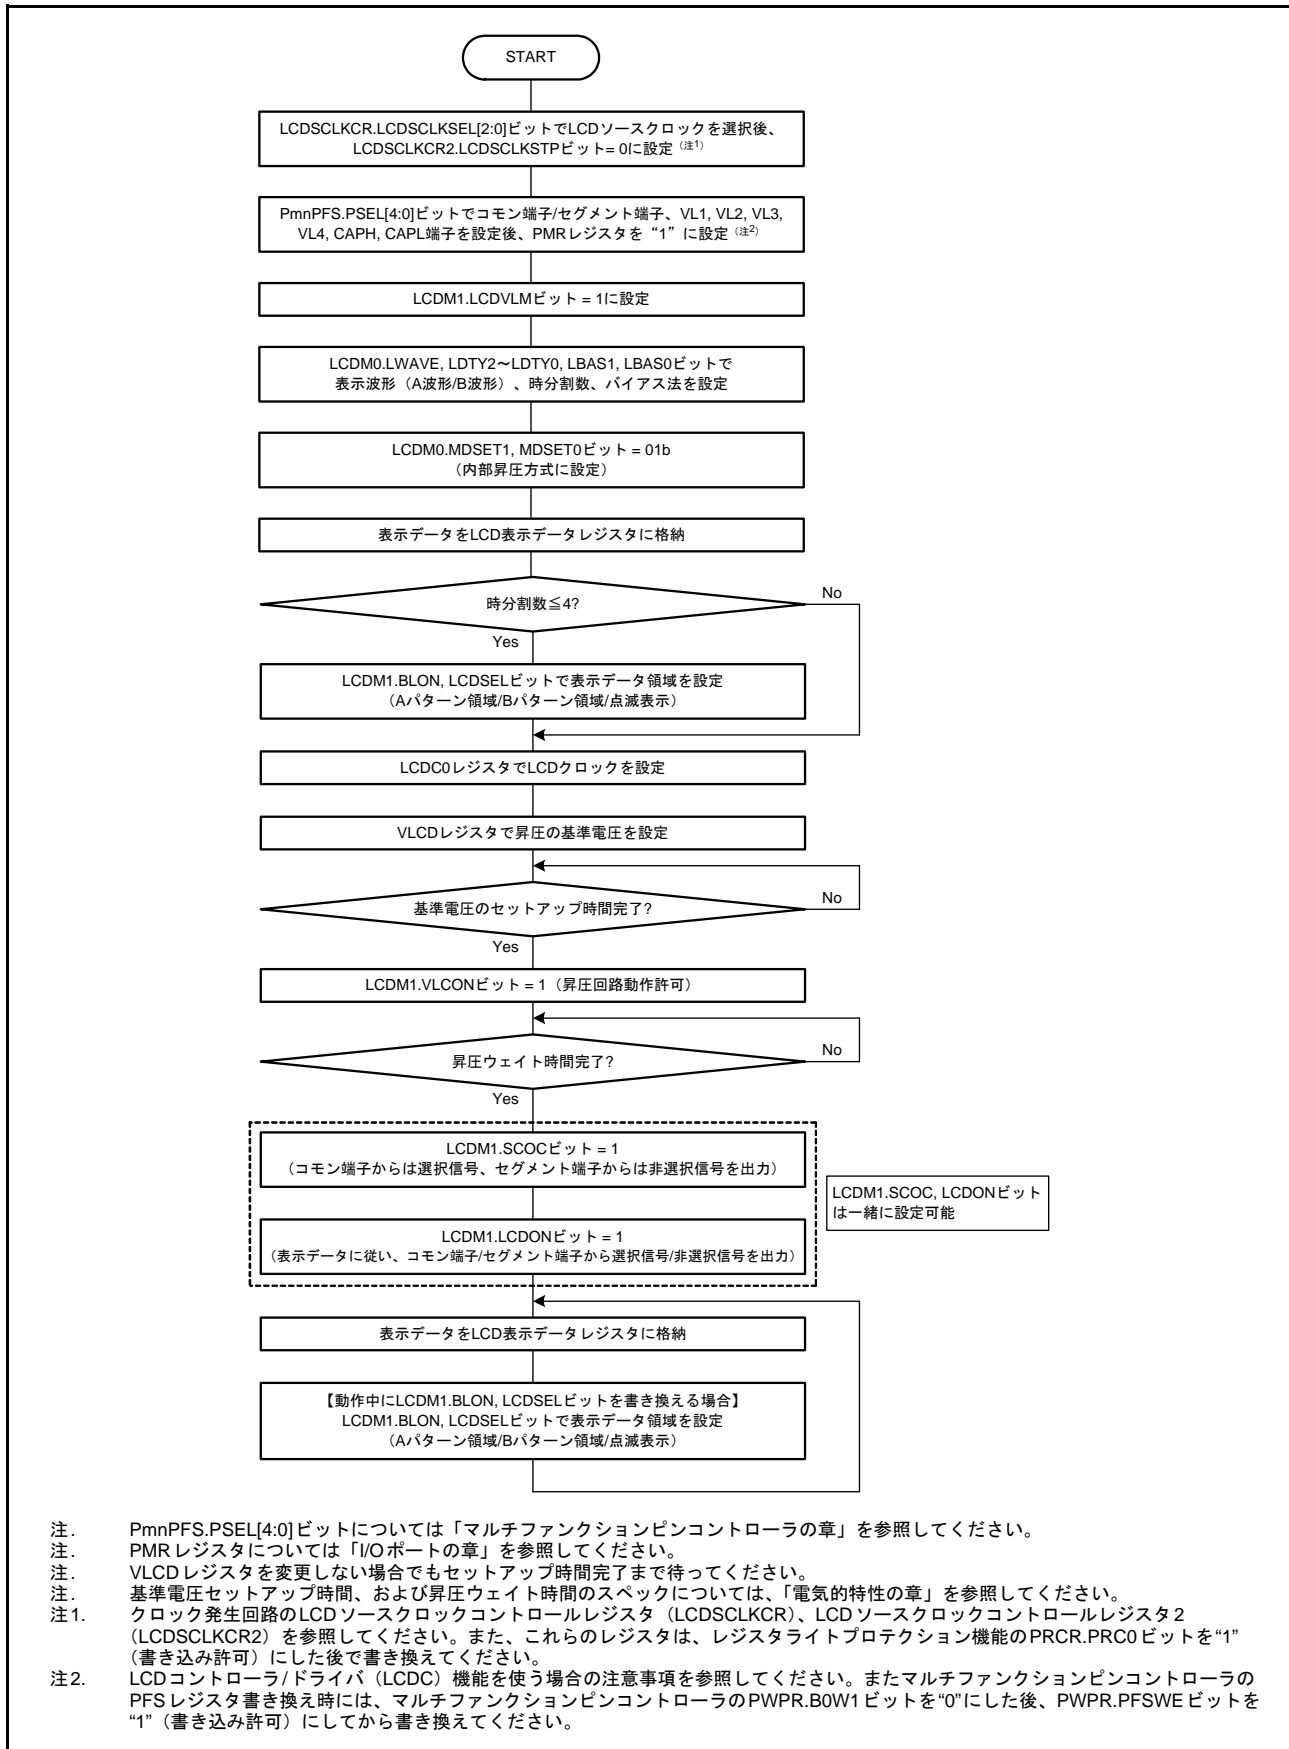 START
LCDSCLKCR.LCDSCLKSEL[2:0]ビットでLCDソースクロックを選択後、
LCDSCLKCR2.LCDSCLKSTPビット= 0に設定（注1）
PmnPFS.PSEL[4:0]ビットでコモン端子/セグメント端子、VL1, VL2, VL3,
VL4, CAPH, CAPL端子を設定後、PMRレジスタを“1”に設定（注2）
LCDM1.LCDVLMビット = 1に設定
LCDM0.LWAVE, LDTY2～LDTY0, LBAS1, LBAS0ビットで
表示波形（A波形/B波形）、時分割数、バイアス法を設定
LCDM0.MDSET1, MDSET0ビット = 01b
（内部昇圧方式に設定）
表示データをLCD表示データレジスタに格納
時分割数≦4?
No
Yes
LCDM1.BLON, LCDSELビットで表示データ領域を設定
（Aパターン領域/Bパターン領域/点滅表示）
LCDC0レジスタでLCDクロックを設定
VLCDレジスタで昇圧の基準電圧を設定
基準電圧のセットアップ時間完了?
No
Yes
LCDM1.VLCONビット = 1（昇圧回路動作許可）
昇圧ウェイト時間完了?
No
Yes
LCDM1.SCOCビット = 1
（コモン端子からは選択信号、セグメント端子からは非選択信号を出力）
LCDM1.SCOC, LCDONビット
は一緒に設定可能
LCDM1.LCDONビット = 1
（表示データに従い、コモン端子/セグメント端子から選択信号/非選択信号を出力）
表示データをLCD表示データレジスタに格納
【動作中にLCDM1.BLON, LCDSELビットを書き換える場合】
LCDM1.BLON, LCDSELビットで表示データ領域を設定
（Aパターン領域/Bパターン領域/点滅表示）
注. PmnPFS.PSEL[4:0]ビットについては「マルチファンクションピンコントローラの章」を参照してください。
注. PMRレジスタについては「I/Oポートの章」を参照してください。
注. VLCDレジスタを変更しない場合でもセットアップ時間完了まで待ってください。
注. 基準電圧セットアップ時間、および昇圧ウェイト時間のスペックについては、「電気的特性の章」を参照してください。
注1. クロック発生回路のLCDソースクロックコントロールレジスタ（LCDSCLKCR）、LCDソースクロックコントロールレジスタ2
（LCDSCLKCR2）を参照してください。また、これらのレジスタは、レジスタライトプロテクション機能のPRCR.PRC0ビットを“1”
（書き込み許可）にした後で書き換えてください。
注2. LCDコントローラ/ドライバ（LCDC）機能を使う場合の注意事項を参照してください。またマルチファンクションピンコントローラの
PFSレジスタ書き換え時には、マルチファンクションピンコントローラのPWPR.B0W1ビットを“0”にした後、PWPR.PFSWEビットを
“1”（書き込み許可）にしてから書き換えてください。